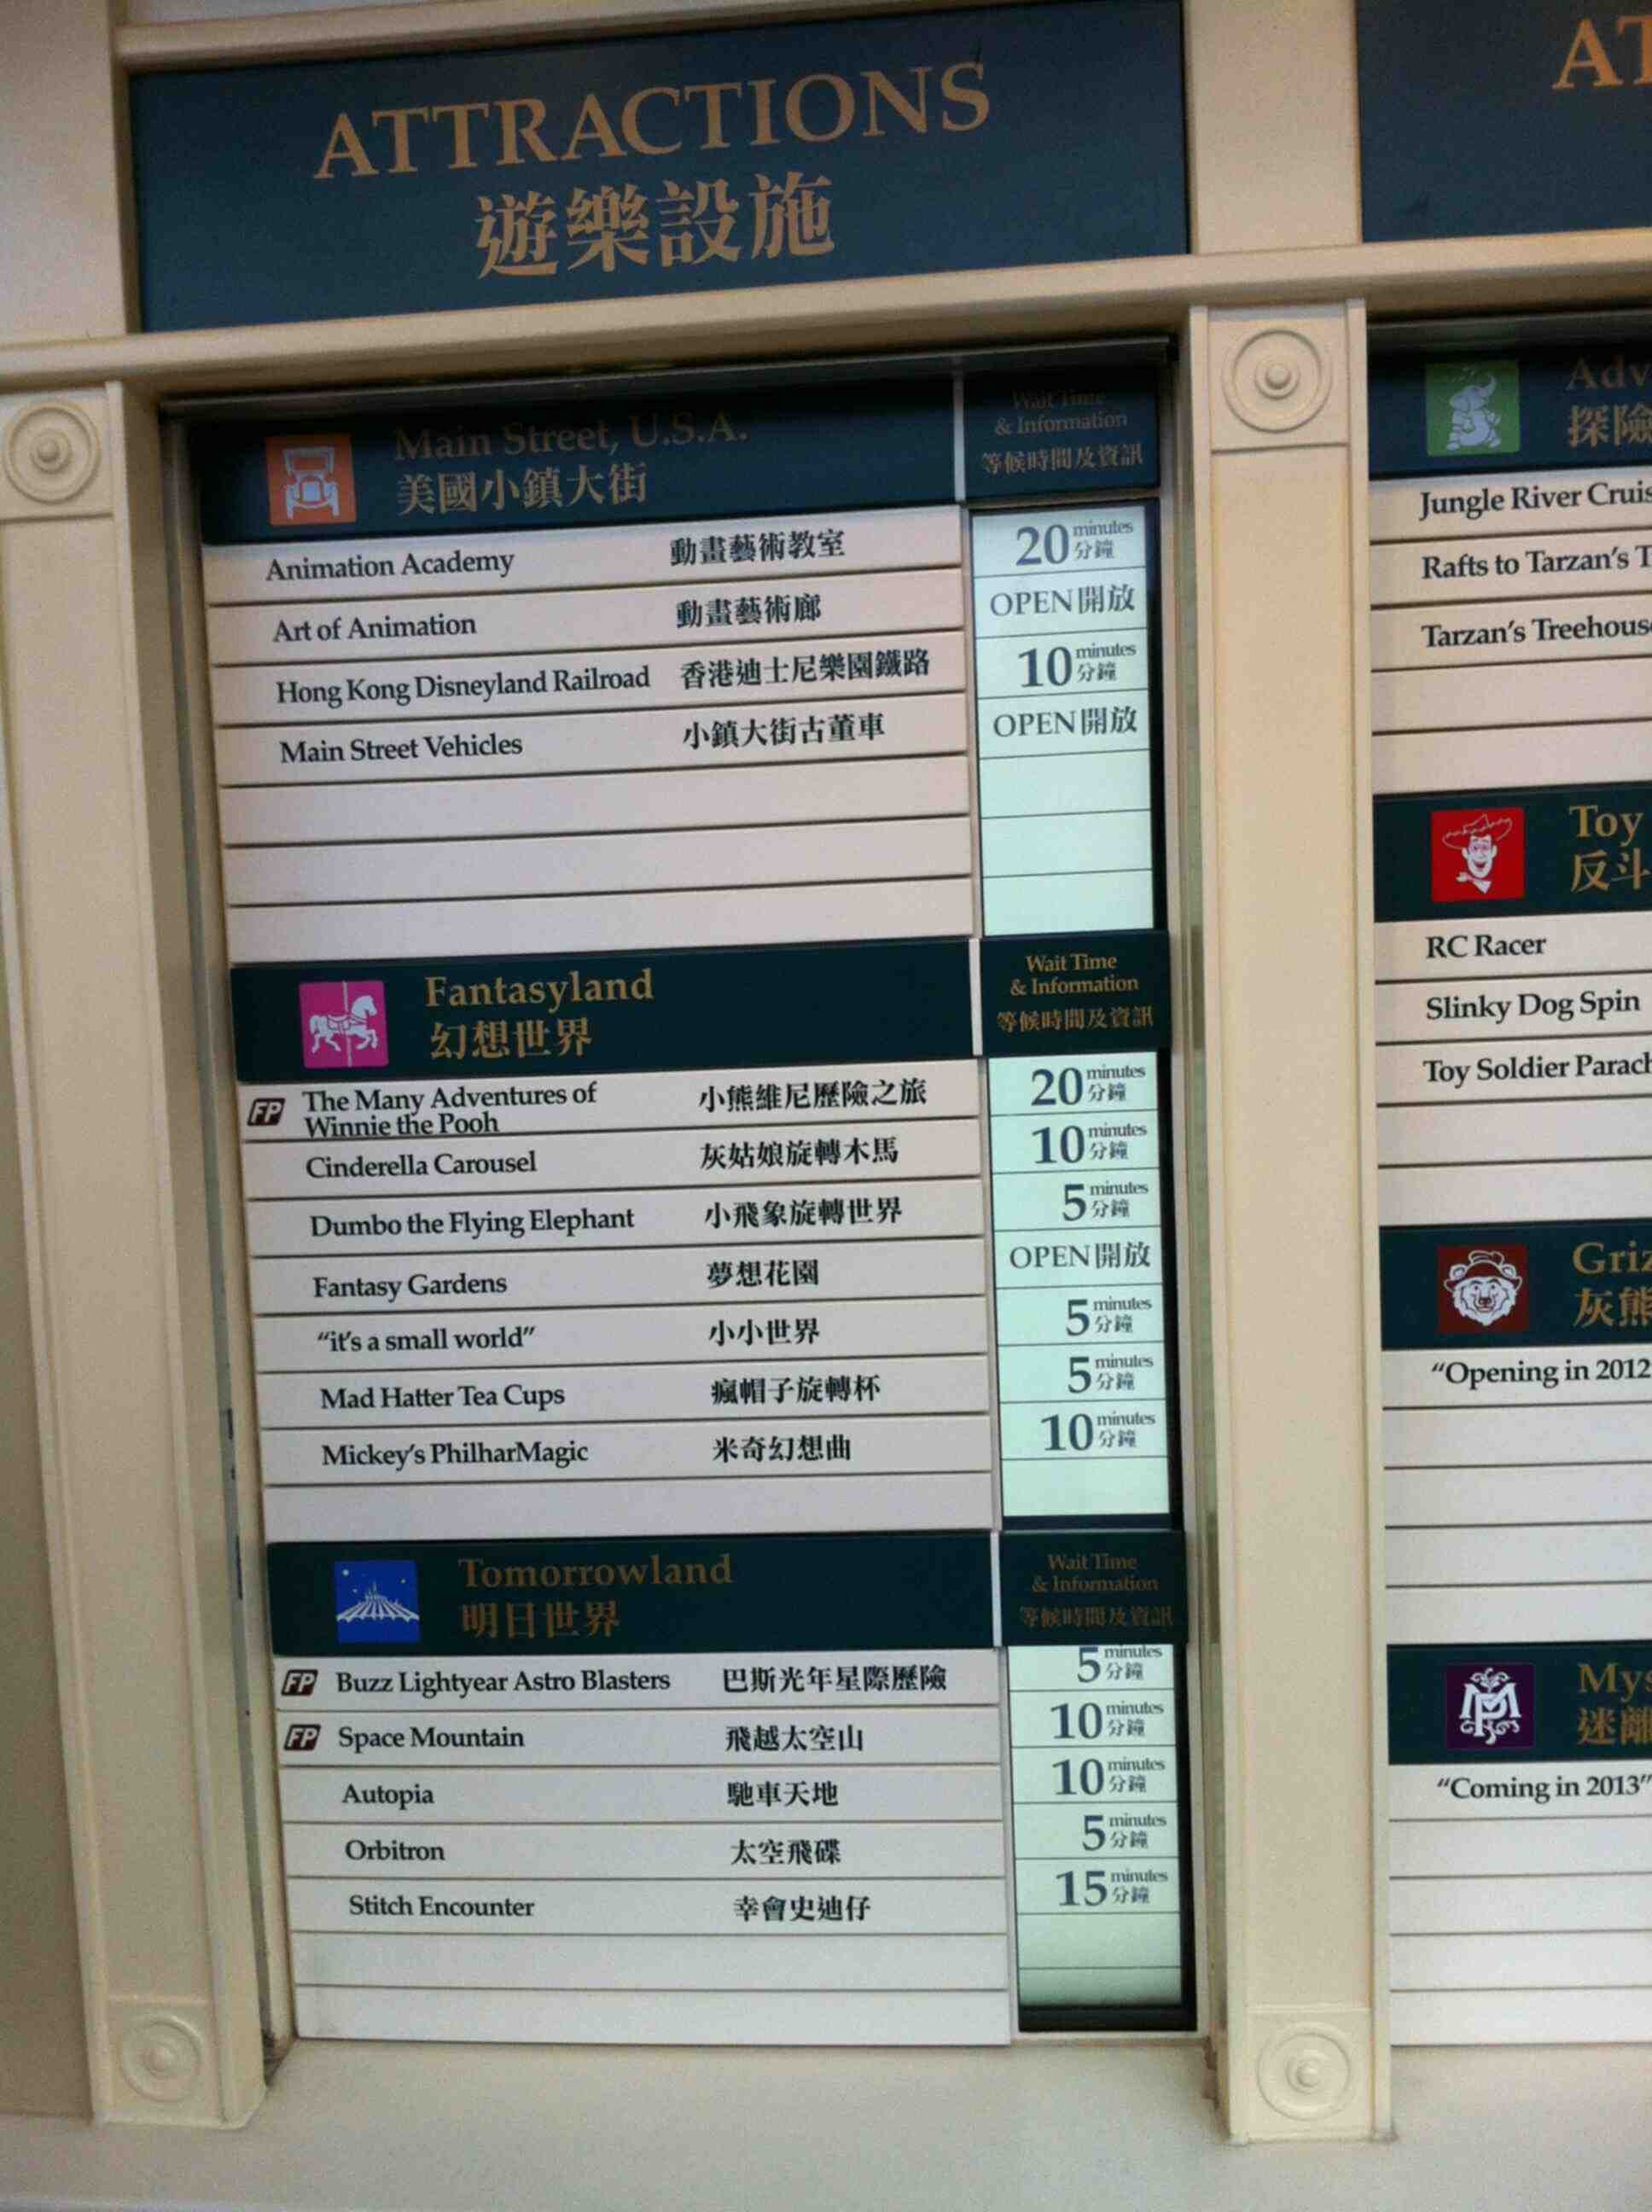 ATTRACTIONS
遊樂設施
Main Street, U.S.A.
美國小鎮大街
Wait Time
& Information
等候時間及資訊
Animation Academy 動畫藝術教室 20 minutes 分鐘
Art of Animation 動畫藝術廊 OPEN 開放
Hong Kong Disneyland Railroad 香港迪士尼樂園鐵路 10 minutes 分鐘
Main Street Vehicles 小鎮大街古董車 OPEN 開放
Fantasyland
幻想世界
Wait Time
& Information
等候時間及資訊
FP The Many Adventures of
Winnie the Pooh 小熊維尼歷險之旅 20 minutes 分鐘
Cinderella Carousel 灰姑娘旋轉木馬 10 minutes 分鐘
Dumbo the Flying Elephant 小飛象旋轉世界 5 minutes 分鐘
Fantasy Gardens 夢想花園 OPEN 開放
“it's a small world” 小小世界 5 minutes 分鐘
Mad Hatter Tea Cups 瘋帽子旋轉杯 5 minutes 分鐘
Mickey's PhilharMagic 米奇幻想曲 10 minutes 分鐘
Tomorrowland
明日世界
Wait Time
& Information
等候時間及資訊
FP Buzz Lightyear Astro Blasters 巴斯光年星際歷險 5 minutes 分鐘
FP Space Mountain 飛越太空山 10 minutes 分鐘
Autopia 馳車天地 10 minutes 分鐘
Orbitron 太空飛碟 5 minutes 分鐘
Stitch Encounter 幸會史迪仔 15 minutes 分鐘
AT
Adv
探險
Jungle River Cruis
Rafts to Tarzan's T
Tarzan's Treehous
Toy
反斗
RC Racer
Slinky Dog Spin
Toy Soldier Parach
Griz
灰熊
“Opening in 2012
Mys
迷離
“Coming in 2013”